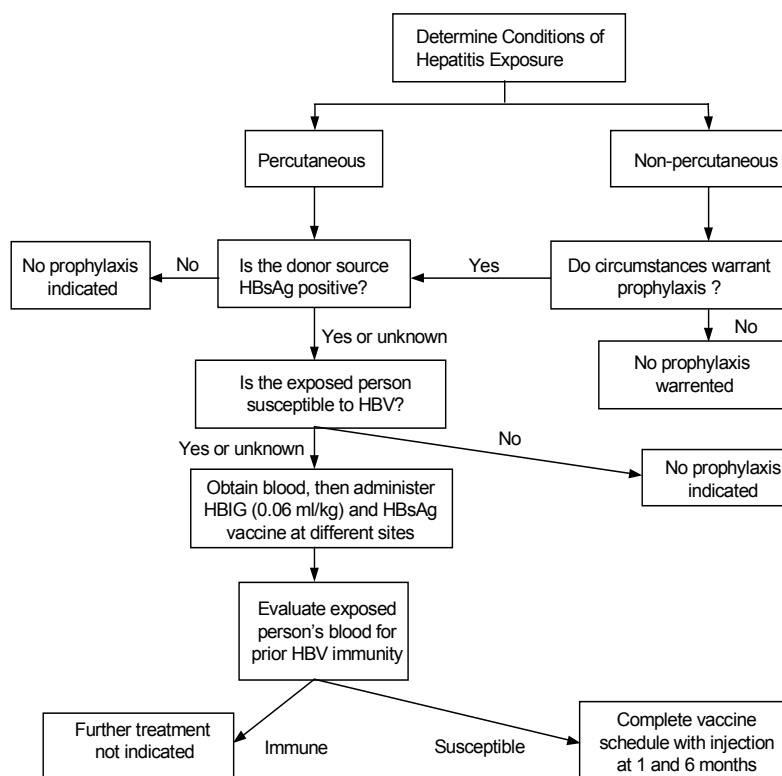 Determine Conditions of
Hepatitis Exposure
Percutaneous
Non-percutaneous
No prophylaxis
indicated
No
Is the donor source
HBsAg positive?
Yes
Do circumstances warrant
prophylaxis ?
Yes or unknown
No
No prophylaxis
warrented
Is the exposed person
susceptible to HBV?
Yes or unknown
No
No prophylaxis
indicated
Obtain blood, then administer
HBIG (0.06 ml/kg) and HBsAg
vaccine at different sites
Evaluate exposed
person's blood for
prior HBV immunity
Further treatment
not indicated
Immune
Susceptible
Complete vaccine
schedule with injection
at 1 and 6 months